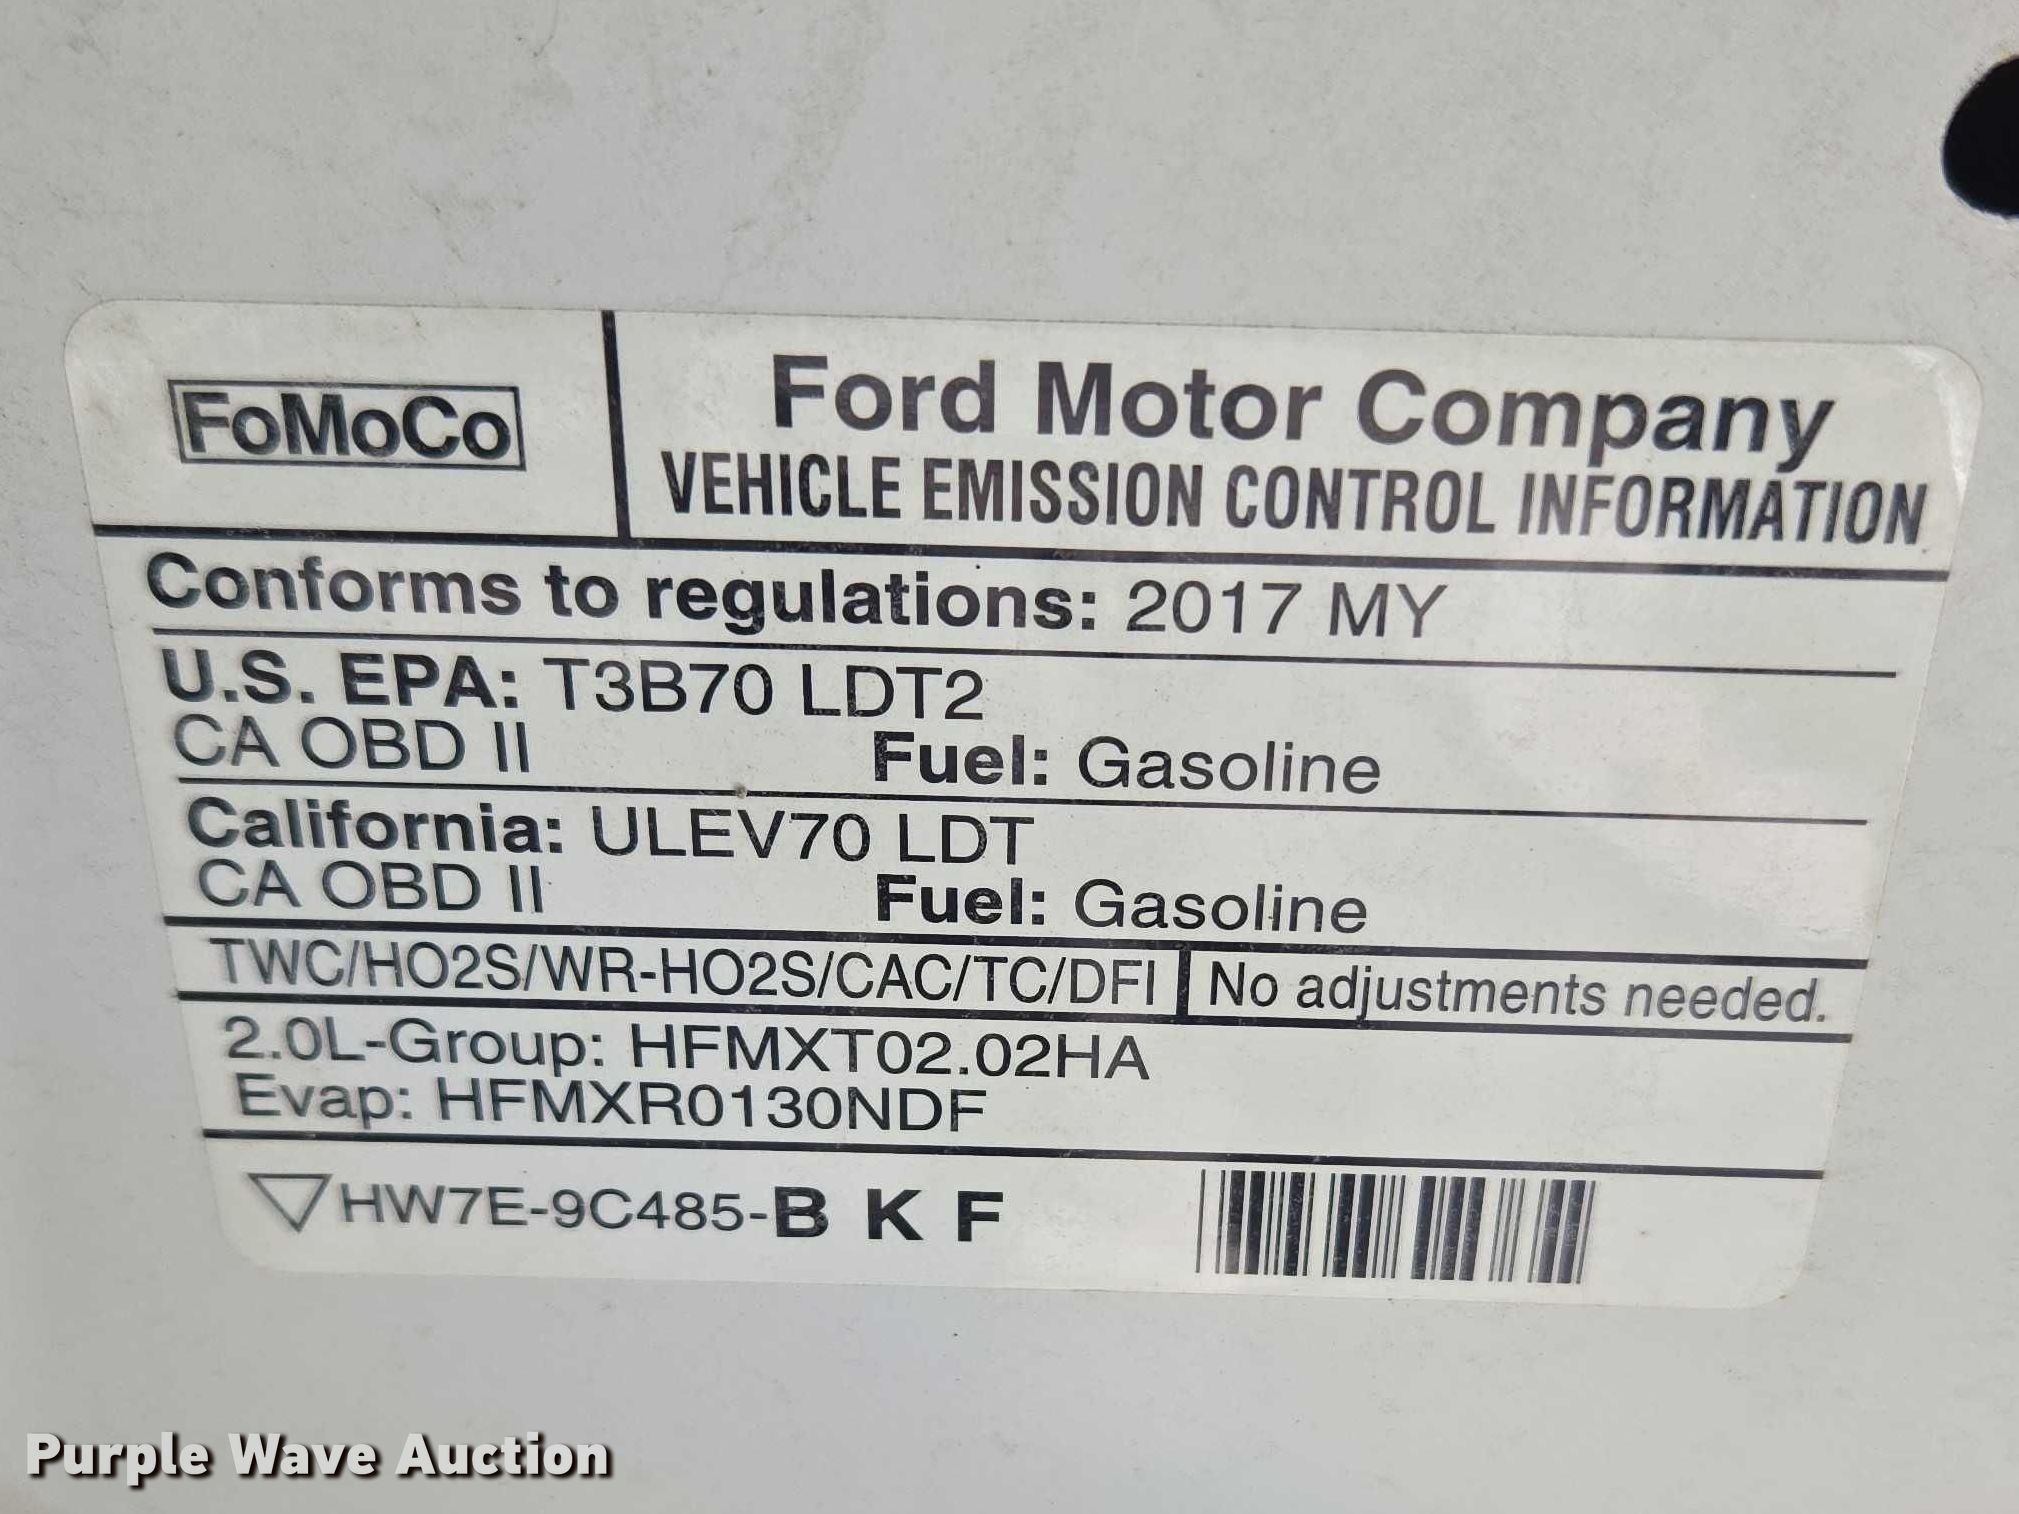 FoMoCo
Ford Motor Company
VEHICLE EMISSION CONTROL INFORMATION
Conforms to regulations: 2017 MY
U.S. EPA: T3B70 LDT2
CA OBD II Fuel: Gasoline
California: ULEV70 LDT
CA OBD II Fuel: Gasoline
TWC/HO2S/WR-HO2S/CAC/TC/DFI No adjustments needed.
2.0L-Group: HFMXT02.02HA
Evap: HFMXR0130NDF
HW7E-9C485-B K F
Purple Wave Auction